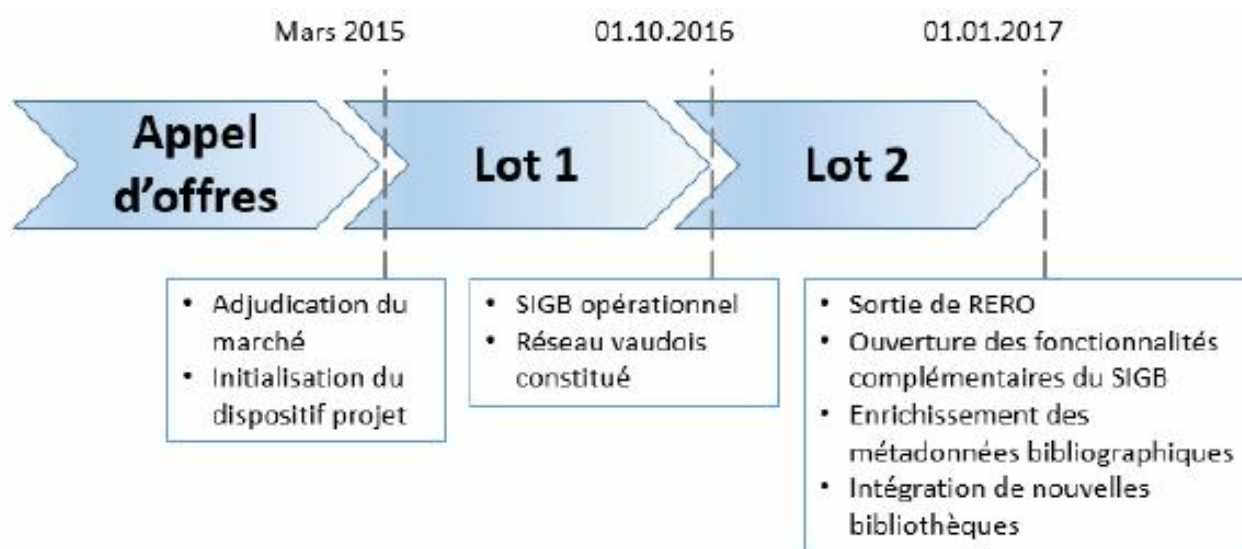 Mars 2015
01.10.2016
01.01.2017
Appel
d'offres
Lot 1
Lot 2
• Adjudication du
marché
• Initialisation du
dispositif projet
• SIGB opérationnel
• Réseau vaudois
constitué
• Sortie de RERO
• Ouverture des fonctionnalités
complémentaires du SIGB
• Enrichissement des
métadonnées bibliographiques
• Intégration de nouvelles
bibliothèques